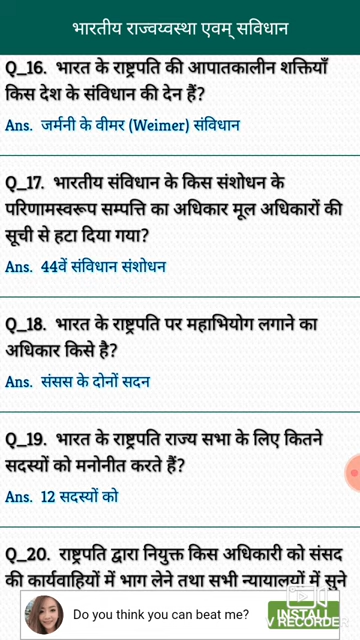 भारतीय राज्यव्यस्था एवम् सविधान
Q_16. भारत के राष्ट्रपति की आपातकालीन शक्तियाँ
किस देश के संविधान की देन हैं?
Ans. जर्मनी के वीमर (Weimer) संविधान
Q_17. भारतीय संविधान के किस संशोधन के
परिणामस्वरूप सम्पत्ति का अधिकार मूल अधिकारों की
सूची से हटा दिया गया?
Ans. 44वें संविधान संशोधन
Q_18. भारत के राष्ट्रपति पर महाभियोग लगाने का
अधिकार किसे है?
Ans. संसस के दोनों सदन
Q_19. भारत के राष्ट्रपति राज्य सभा के लिए कितने
सदस्यों को मनोनीत करते हैं?
Ans. 12 सदस्यों को
Q_20. राष्ट्रपति द्वारा नियुक्त किस अधिकारी को संसद
की कार्यवाहियों में भाग लेने तथा सभी न्यायालयों में सुने
Do you think you can beat me?
INSTALL
RECORDER